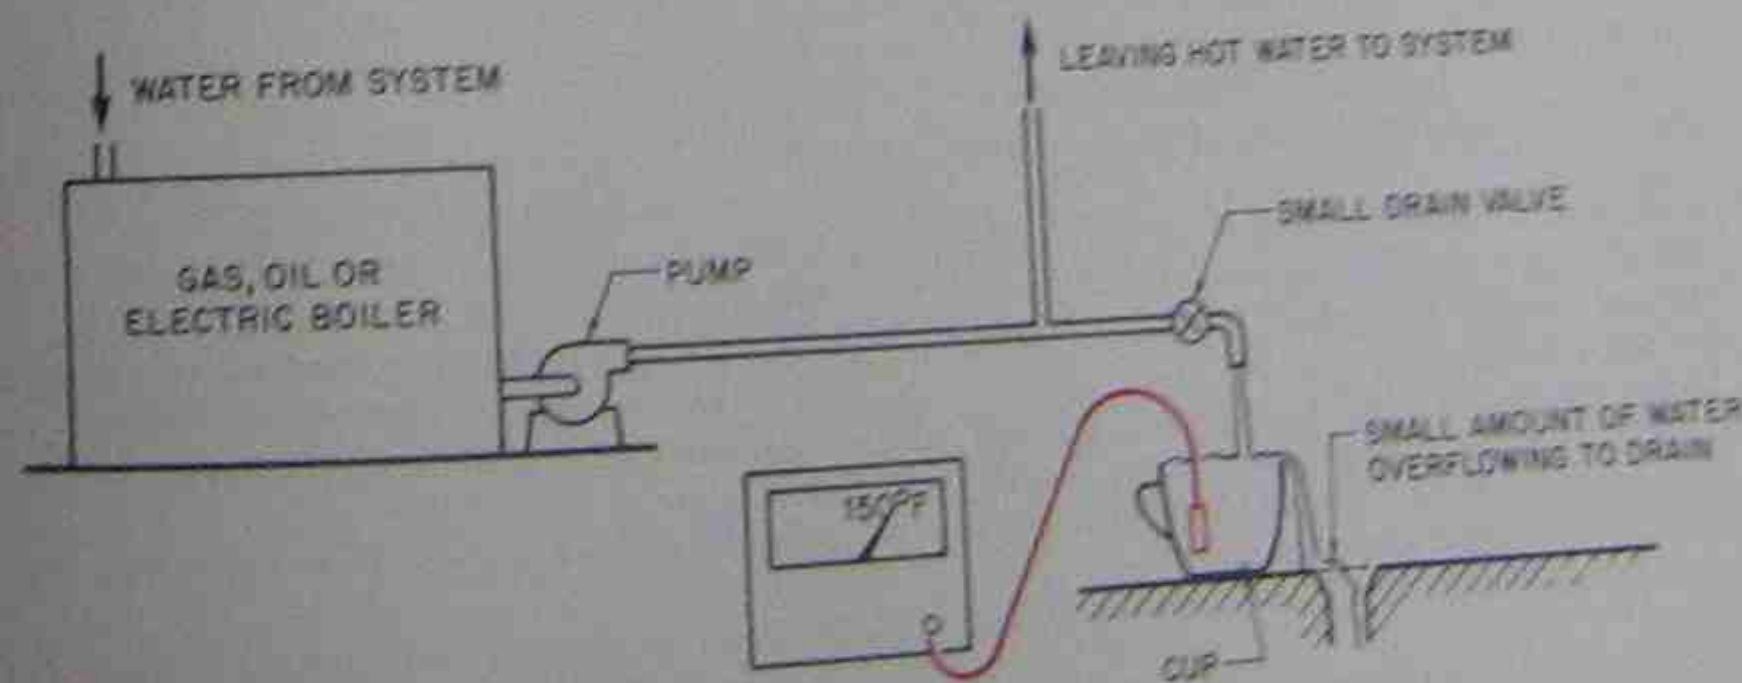 WATER FROM SYSTEM
LEAVING HOT WATER TO SYSTEM
SMALL DRAIN VALVE
GAS, OIL OR
ELECTRIC BOILER
PUMP
SMALL AMOUNT OF WATER
OVERFLOWING TO DRAIN
150°F
CUP